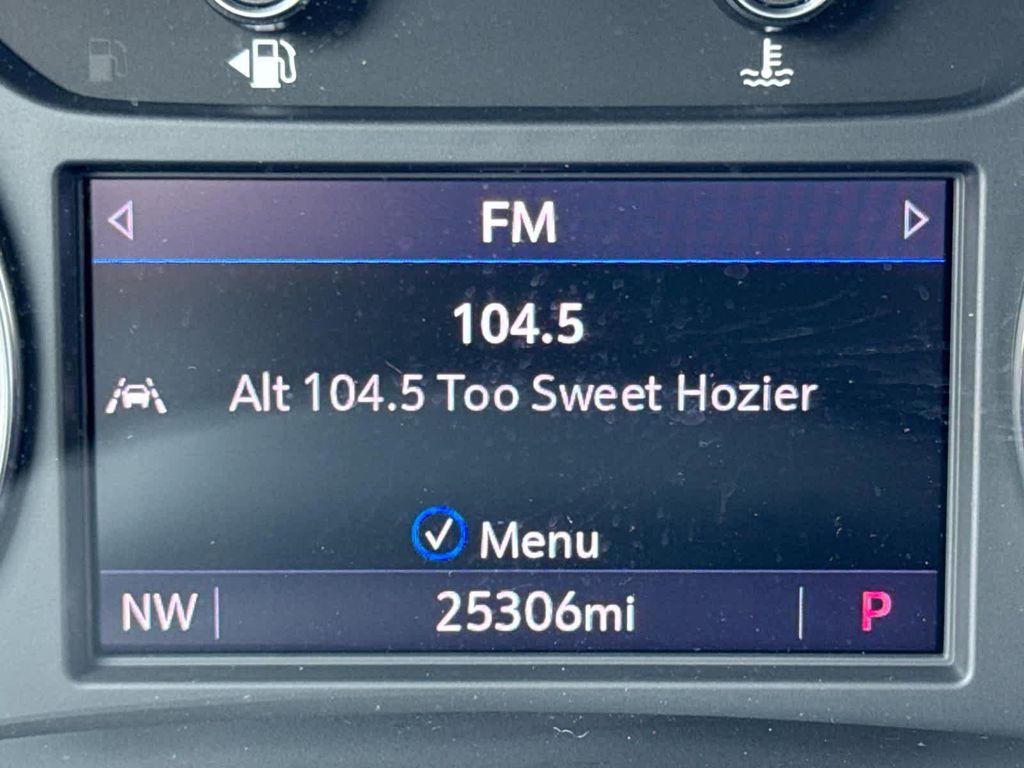 FM
104.5
Alt 104.5 Too Sweet Hozier
Menu
NW 25306mi P